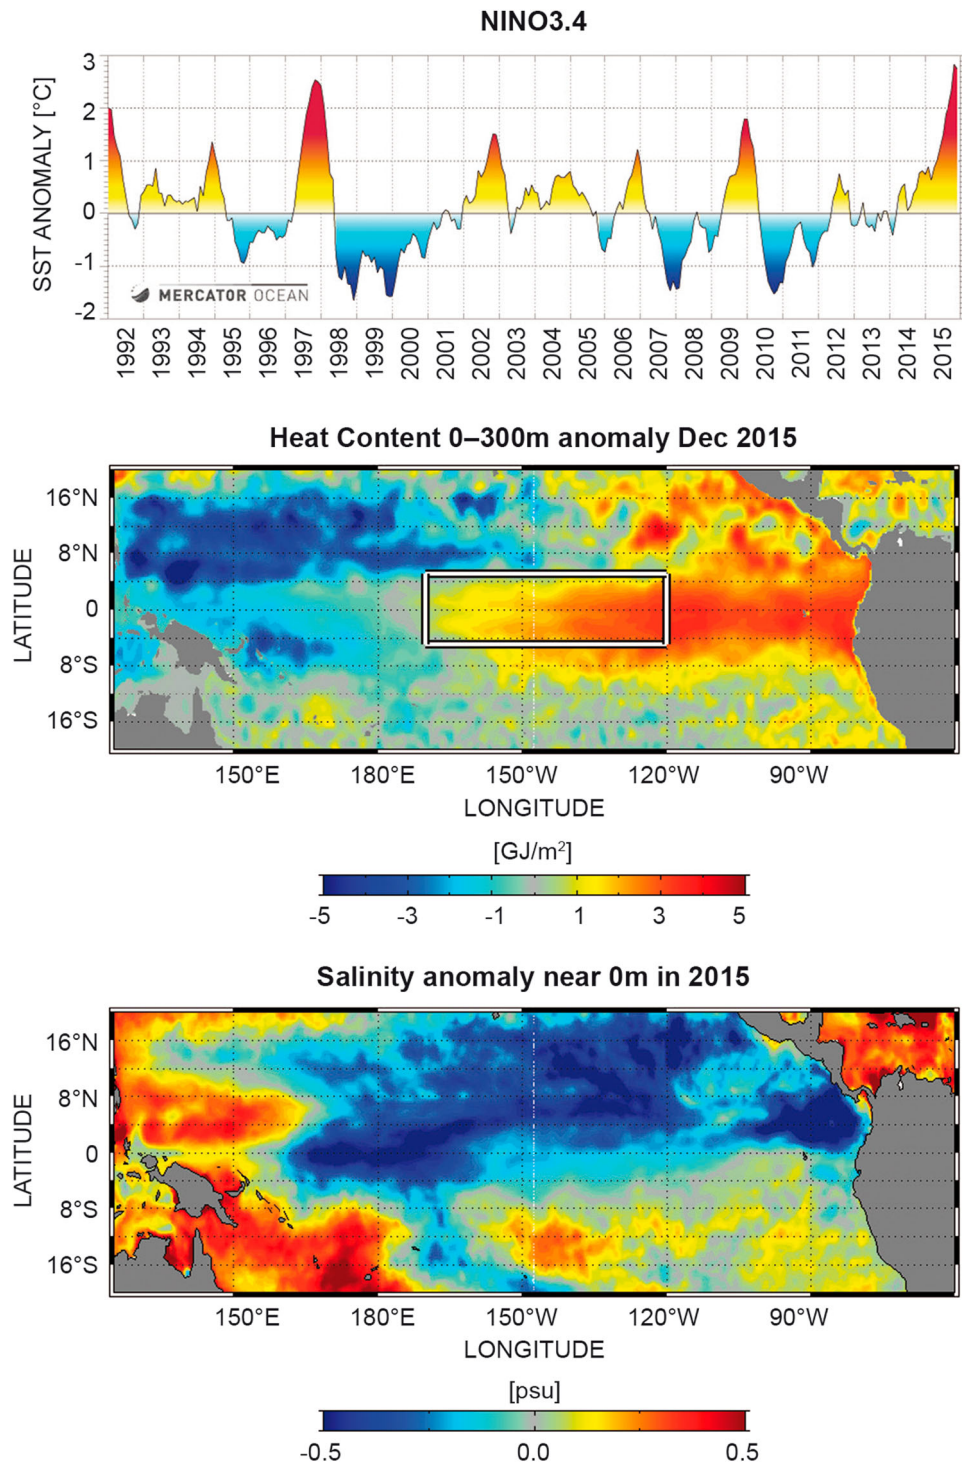 NINO3.4
SST ANOMALY [°C]
3
2
1
0
-1
-2
MERCATOR OCEAN
1992 1993 1994 1995 1996 1997 1998 1999 2000 2001 2002 2003 2004 2005 2006 2007 2008 2009 2010 2011 2012 2013 2014 2015
Heat Content 0–300m anomaly Dec 2015
LATITUDE
16°N
8°N
0
8°S
16°S
150°E 180°E 150°W 120°W 90°W
LONGITUDE
[GJ/m²]
-5 -3 -1 1 3 5
Salinity anomaly near 0m in 2015
LATITUDE
16°N
8°N
0
8°S
16°S
150°E 180°E 150°W 120°W 90°W
LONGITUDE
[psu]
-0.5 0.0 0.5